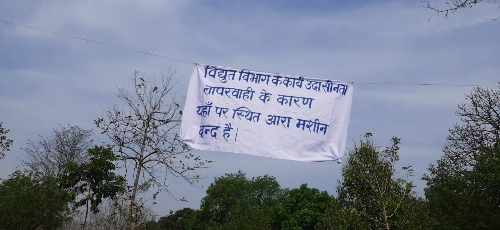 विद्युत विभाग के कार्य उदासीनता
लापरवाही के कारण
यहाँ पर स्थित आरा मशीन
बन्द है।